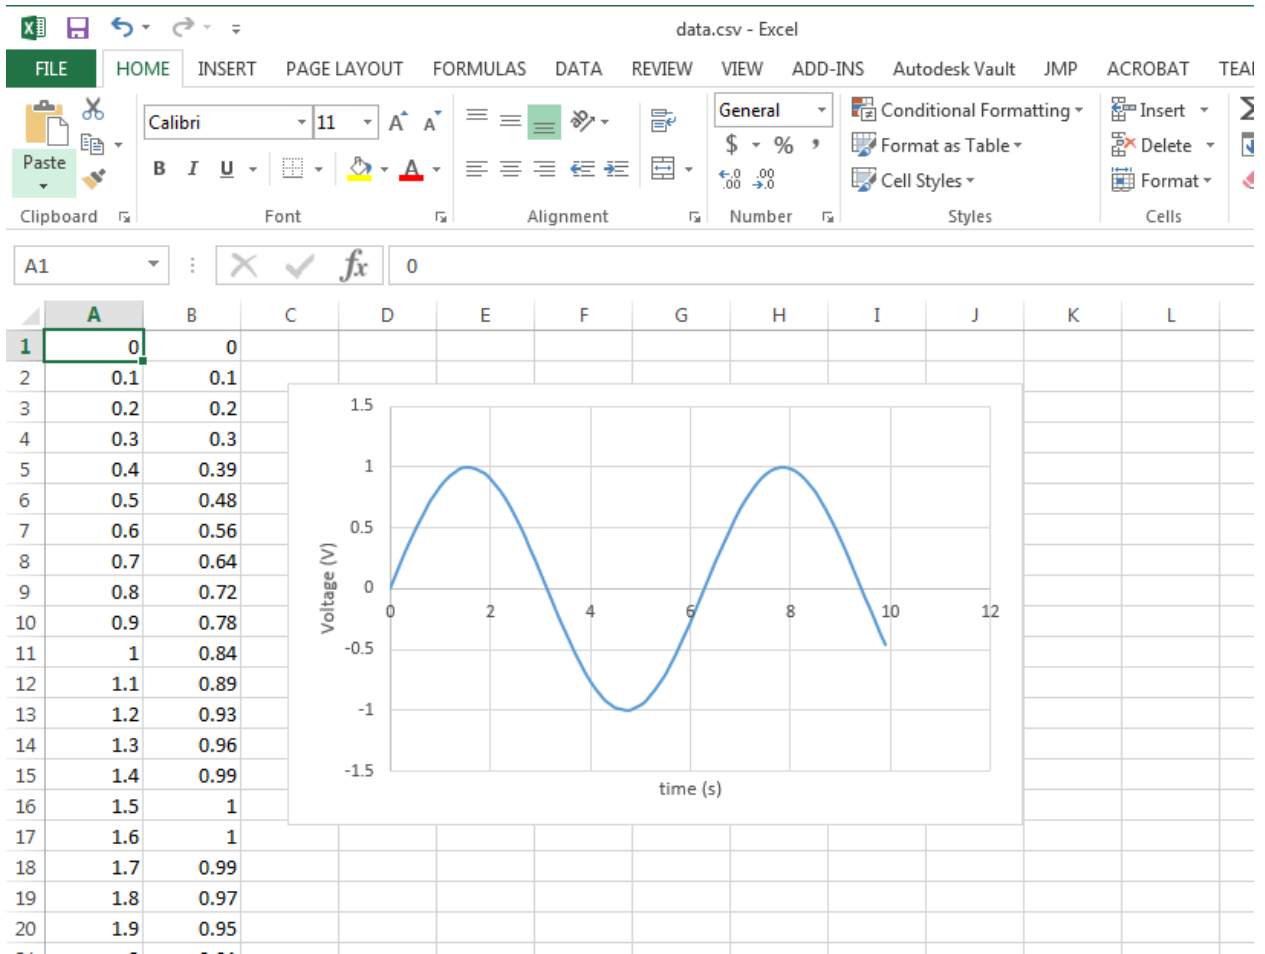 data.csv - Excel
FILE HOME INSERT PAGE LAYOUT FORMULAS DATA REVIEW VIEW ADD-INS Autodesk Vault JMP ACROBAT TEAI
Paste
Calibri 11 A A
General
Conditional Formatting
Insert
B I U A
$ % ,
Format as Table
Delete
←.0 .00 .00 →.0
Cell Styles
Format
Clipboard Font Alignment Number Styles Cells
A1 fx 0
A B C D E F G H I J K L
1 0 0
2 0.1 0.1
3 0.2 0.2
4 0.3 0.3
5 0.4 0.39
6 0.5 0.48
7 0.6 0.56
8 0.7 0.64
9 0.8 0.72
10 0.9 0.78
11 1 0.84
12 1.1 0.89
13 1.2 0.93
14 1.3 0.96
15 1.4 0.99
16 1.5 1
17 1.6 1
18 1.7 0.99
19 1.8 0.97
20 1.9 0.95
1.5
1
0.5
0
-0.5
-1
-1.5
Voltage (V)
0 2 4 6 8 10 12
time (s)